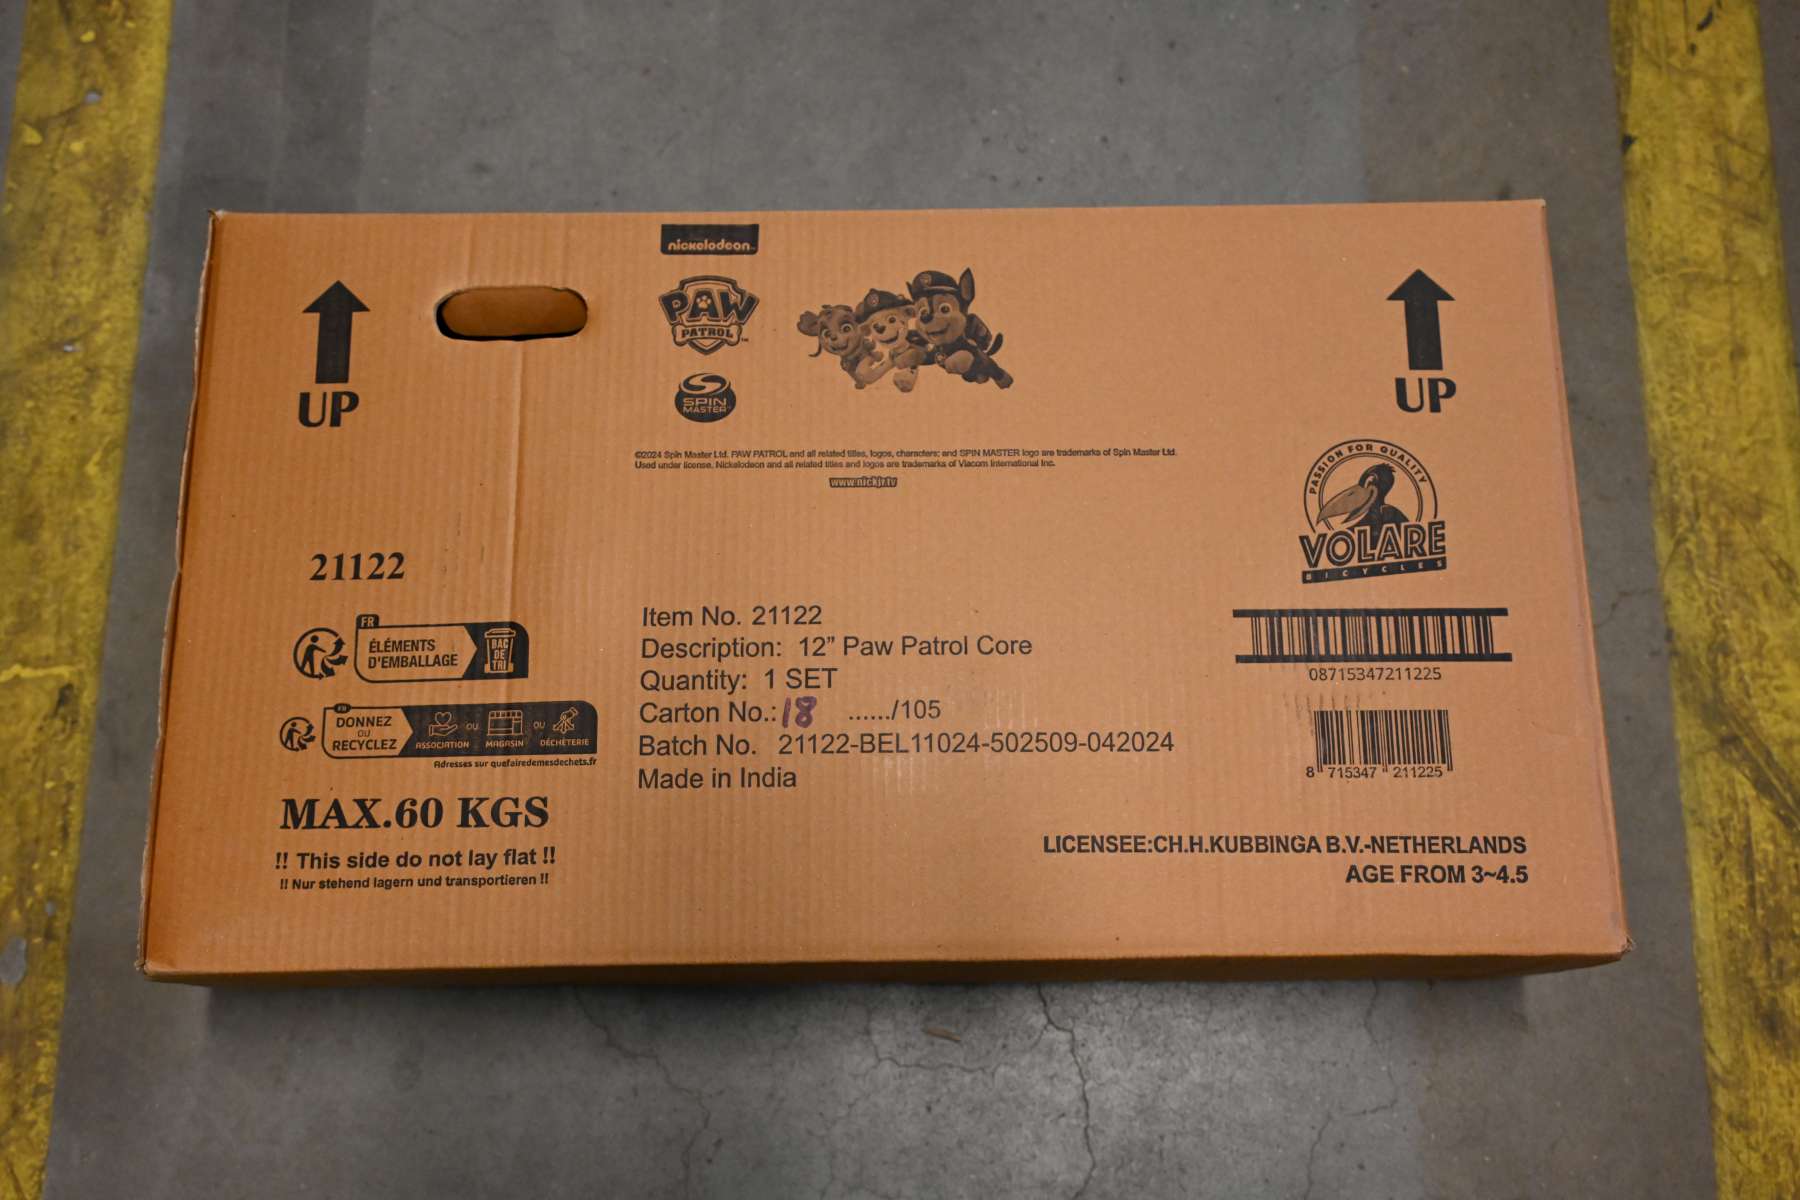 nickelodeon
PAW
PATROL
SPIN
MASTER
UP
UP
©2024 Spin Master Ltd. PAW PATROL and all related titles, logos, characters; and SPIN MASTER logo are trademarks of Spin Master Ltd.
Used under license. Nickelodeon and all related titles and logos are trademarks of Viacom International Inc.
www.nickjr.tv
PASSION FOR QUALITY
VOLARE
BICYCLES
21122
FR
ÉLÉMENTS
D'EMBALLAGE
BAC
DE
TRI
FR
DONNEZ
OU
RECYCLEZ
ASSOCIATION OU MAGASIN OU DÉCHÈTERIE
Adresses sur quefairedemesdechets.fr
MAX.60 KGS
!! This side do not lay flat !!
!! Nur stehend lagern und transportieren !!
Item No. 21122
Description: 12” Paw Patrol Core
Quantity: 1 SET
Carton No.: 18 ....../105
Batch No. 21122-BEL11024-502509-042024
Made in India
08715347211225
8 715347 211225
LICENSEE:CH.H.KUBBINGA B.V.-NETHERLANDS
AGE FROM 3~4.5